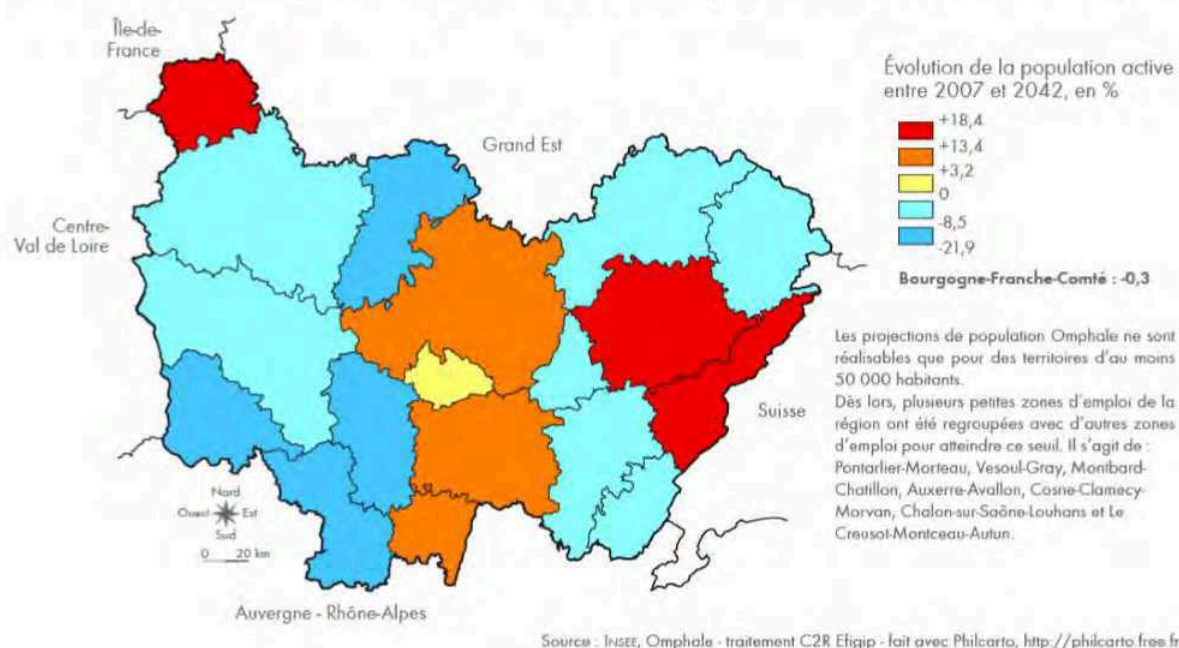 Île-de-
France
Grand Est
Centre-
Val de Loire
Suisse
Nord
Ouest Est
Sud
0 20 km
Auvergne - Rhône-Alpes
Évolution de la population active
entre 2007 et 2042, en %
+18,4
+13,4
+3,2
0
-8,5
-21,9
Bourgogne-Franche-Comté : -0,3
Les projections de population Omphale ne sont
réalisables que pour des territoires d'au moins
50 000 habitants.
Dès lors, plusieurs petites zones d'emploi de la
région ont été regroupées avec d'autres zones
d'emploi pour atteindre ce seuil. Il s'agit de :
Pontarlier-Morteau, Vesoul-Gray, Montbard-
Chatillon, Auxerre-Avallon, Cosne-Clamecy-
Morvan, Chalon-sur-Saône-Louhans et Le
Creusot-Montceau-Autun.
Source : INSEE, Omphale - traitement C2R Efigip - fait avec Philcarto, http://philcarto.free.fr